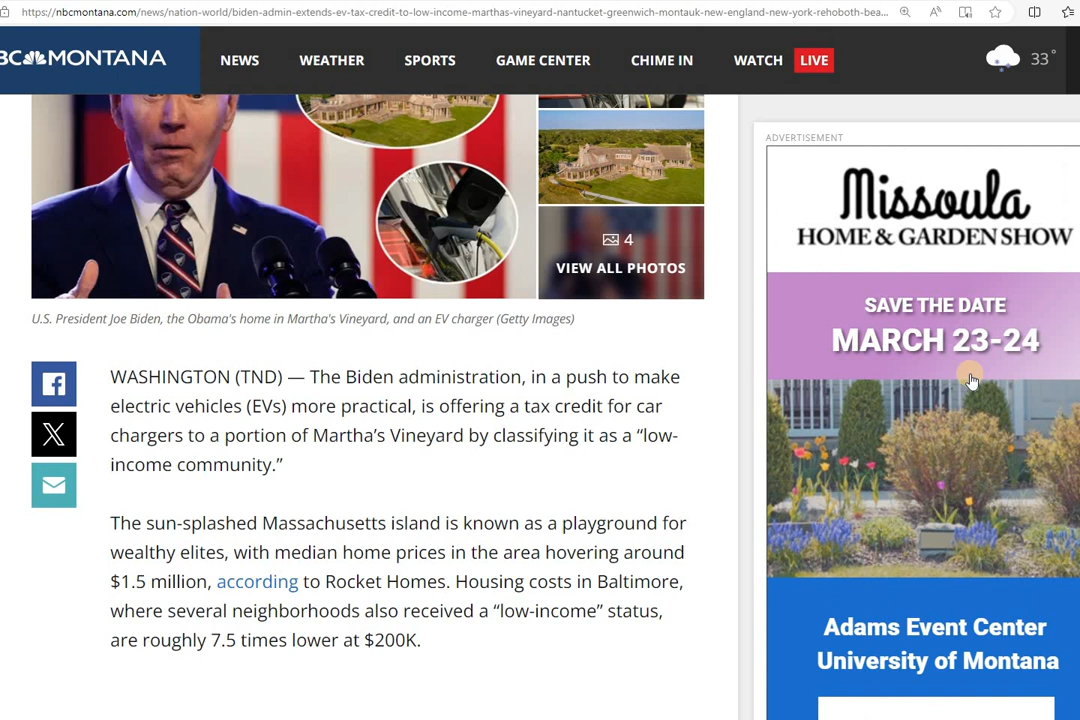 https://nbcmontana.com/news/nation-world/biden-admin-extends-ev-tax-credit-to-low-income-marthas-vineyard-nantucket-greenwich-montauk-new-england-new-york-rehoboth-bea...
BC MONTANA
NEWS
WEATHER
SPORTS
GAME CENTER
CHIME IN
WATCH
LIVE
33°
4
VIEW ALL PHOTOS
U.S. President Joe Biden, the Obama's home in Martha's Vineyard, and an EV charger (Getty Images)
WASHINGTON (TND) — The Biden administration, in a push to make
electric vehicles (EVs) more practical, is offering a tax credit for car
chargers to a portion of Martha’s Vineyard by classifying it as a “low-
income community.”
The sun-splashed Massachusetts island is known as a playground for
wealthy elites, with median home prices in the area hovering around
$1.5 million, according to Rocket Homes. Housing costs in Baltimore,
where several neighborhoods also received a “low-income” status,
are roughly 7.5 times lower at $200K.
ADVERTISEMENT
Missoula
HOME & GARDEN SHOW
SAVE THE DATE
MARCH 23-24
Adams Event Center
University of Montana